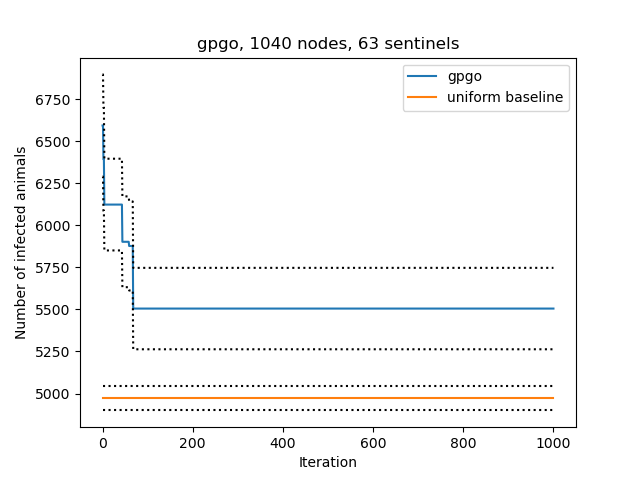 gpgo, 1040 nodes, 63 sentinels
gpgo
uniform baseline
Number of infected animals
6750
6500
6250
6000
5750
5500
5250
5000
0 200 400 600 800 1000
Iteration